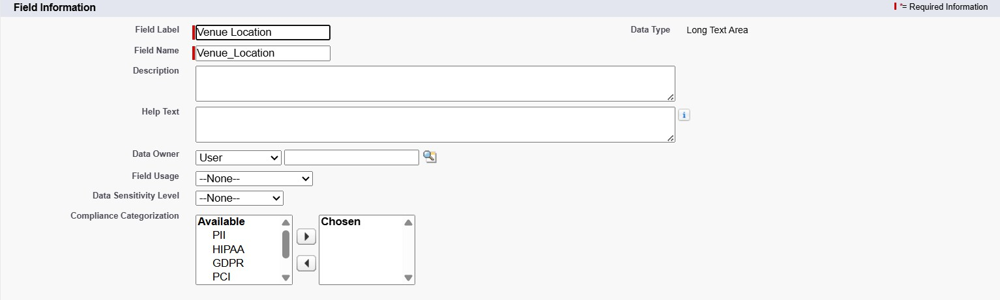 Field Information
*= Required Information
Field Label Venue Location Data Type Long Text Area
Field Name Venue_Location
Description
Help Text
i
Data Owner User
Field Usage --None--
Data Sensitivity Level --None--
Compliance Categorization
Available Chosen
PII
HIPAA
GDPR
PCI